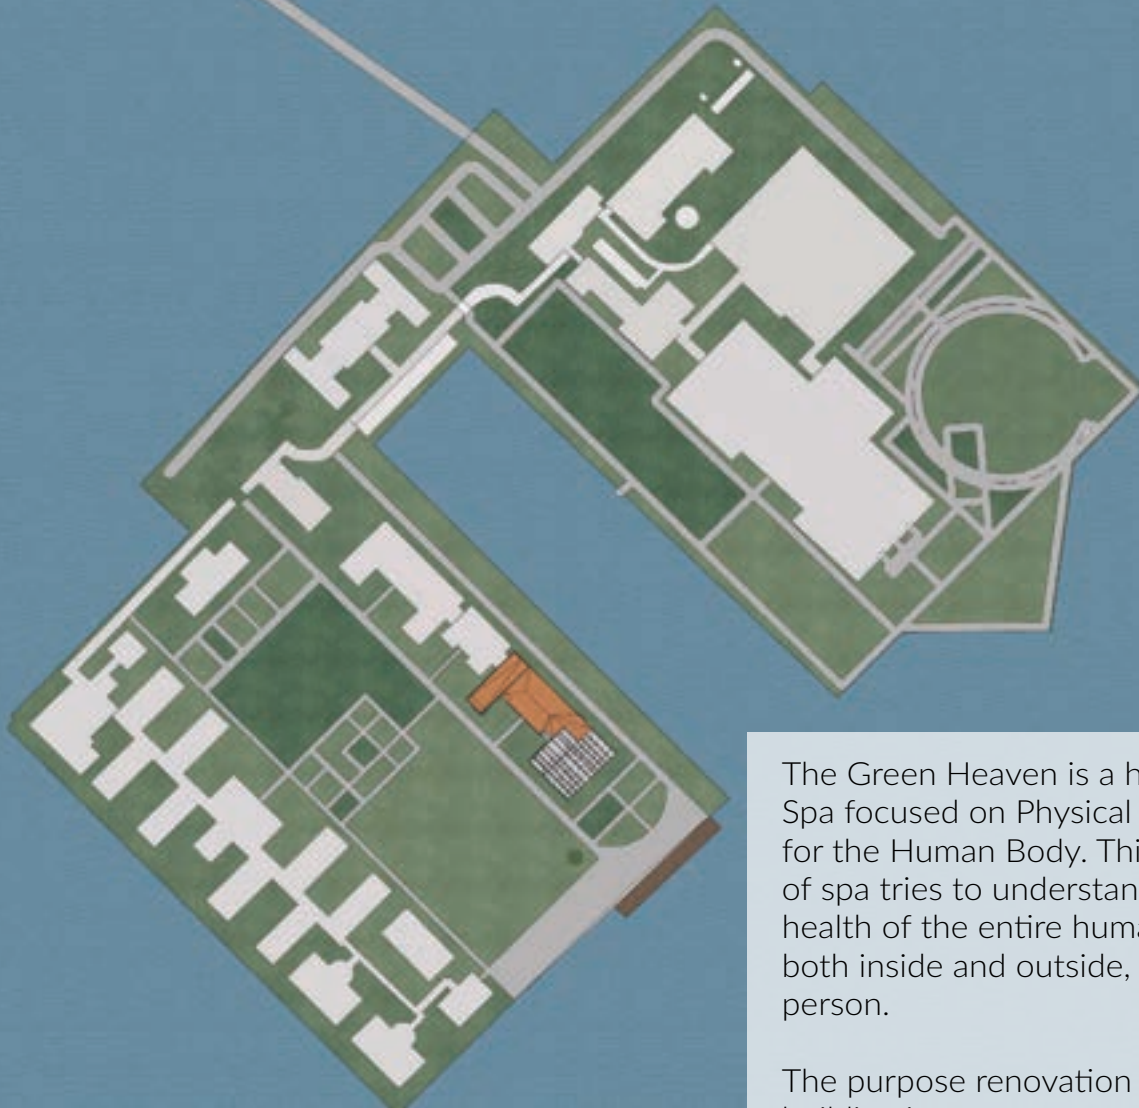 The Green Heaven is a h
Spa focused on Physical
for the Human Body. Thi
of spa tries to understan
health of the entire huma
both inside and outside,
person.
The purpose renovation